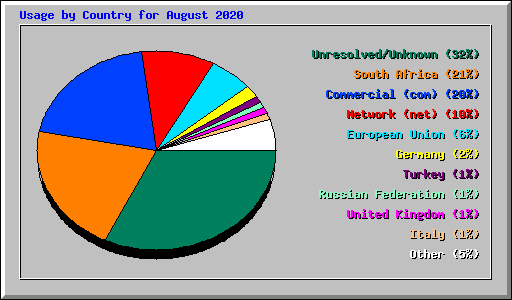 Usage by Country for August 2020
Unresolved/Unknown (32%)
South Africa (21%)
Commercial (com) (20%)
Network (net) (10%)
European Union (6%)
Germany (2%)
Turkey (1%)
Russian Federation (1%)
United Kingdom (1%)
Italy (1%)
Other (5%)